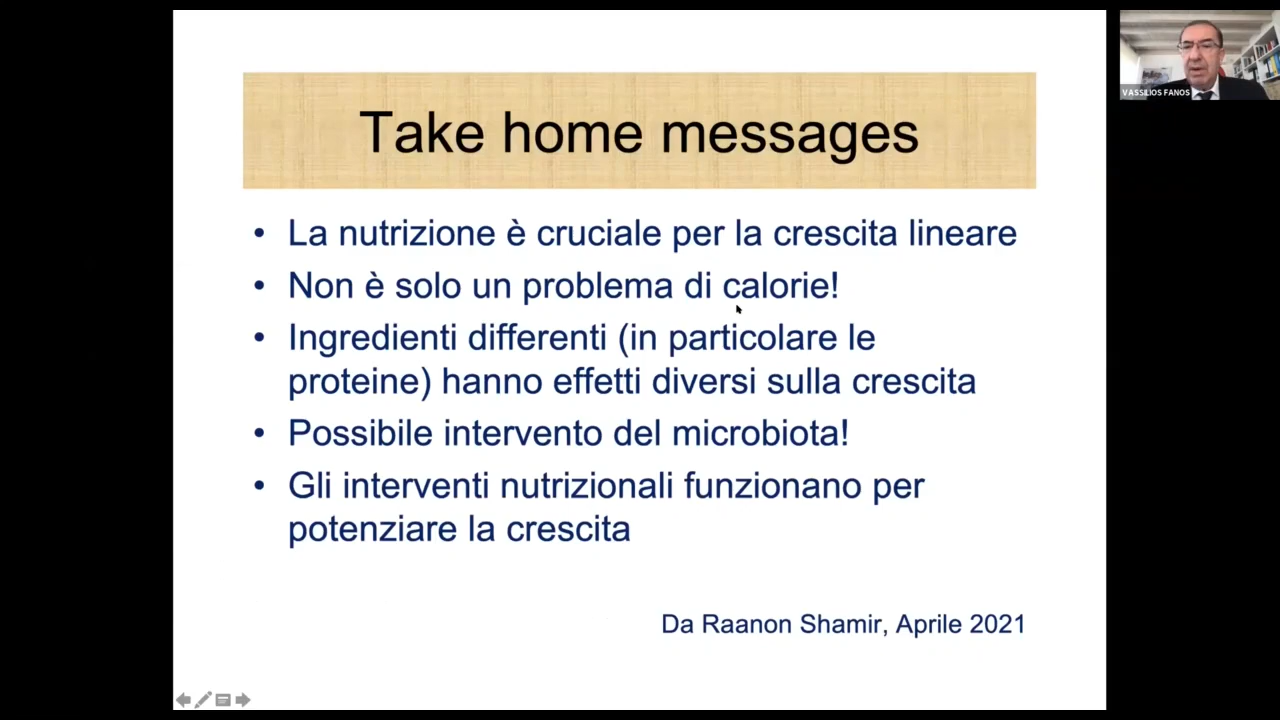 VASSILIOS FANOS
Take home messages
• La nutrizione è cruciale per la crescita lineare
• Non è solo un problema di calorie!
• Ingredienti differenti (in particolare le
proteine) hanno effetti diversi sulla crescita
• Possibile intervento del microbiota!
• Gli interventi nutrizionali funzionano per
potenziare la crescita
Da Raanon Shamir, Aprile 2021